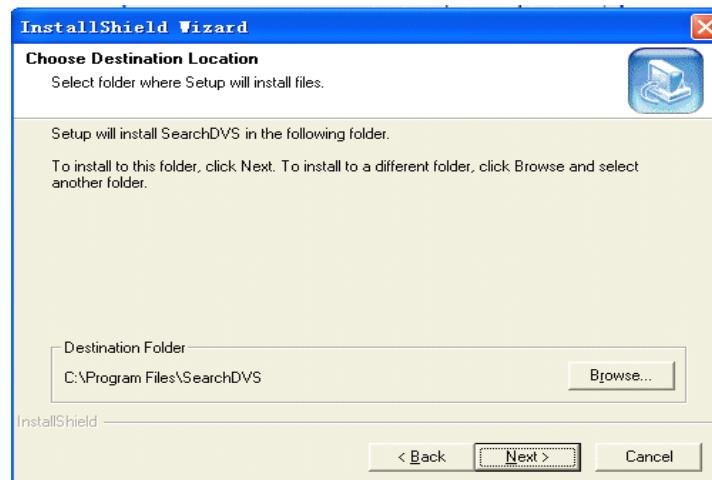 InstallShield Wizard
Choose Destination Location
Select folder where Setup will install files.
Setup will install SearchDVS in the following folder.
To install to this folder, click Next. To install to a different folder, click Browse and select
another folder.
Destination Folder
C:\Program Files\SearchDVS
Browse...
InstallShield
< Back
Next >
Cancel